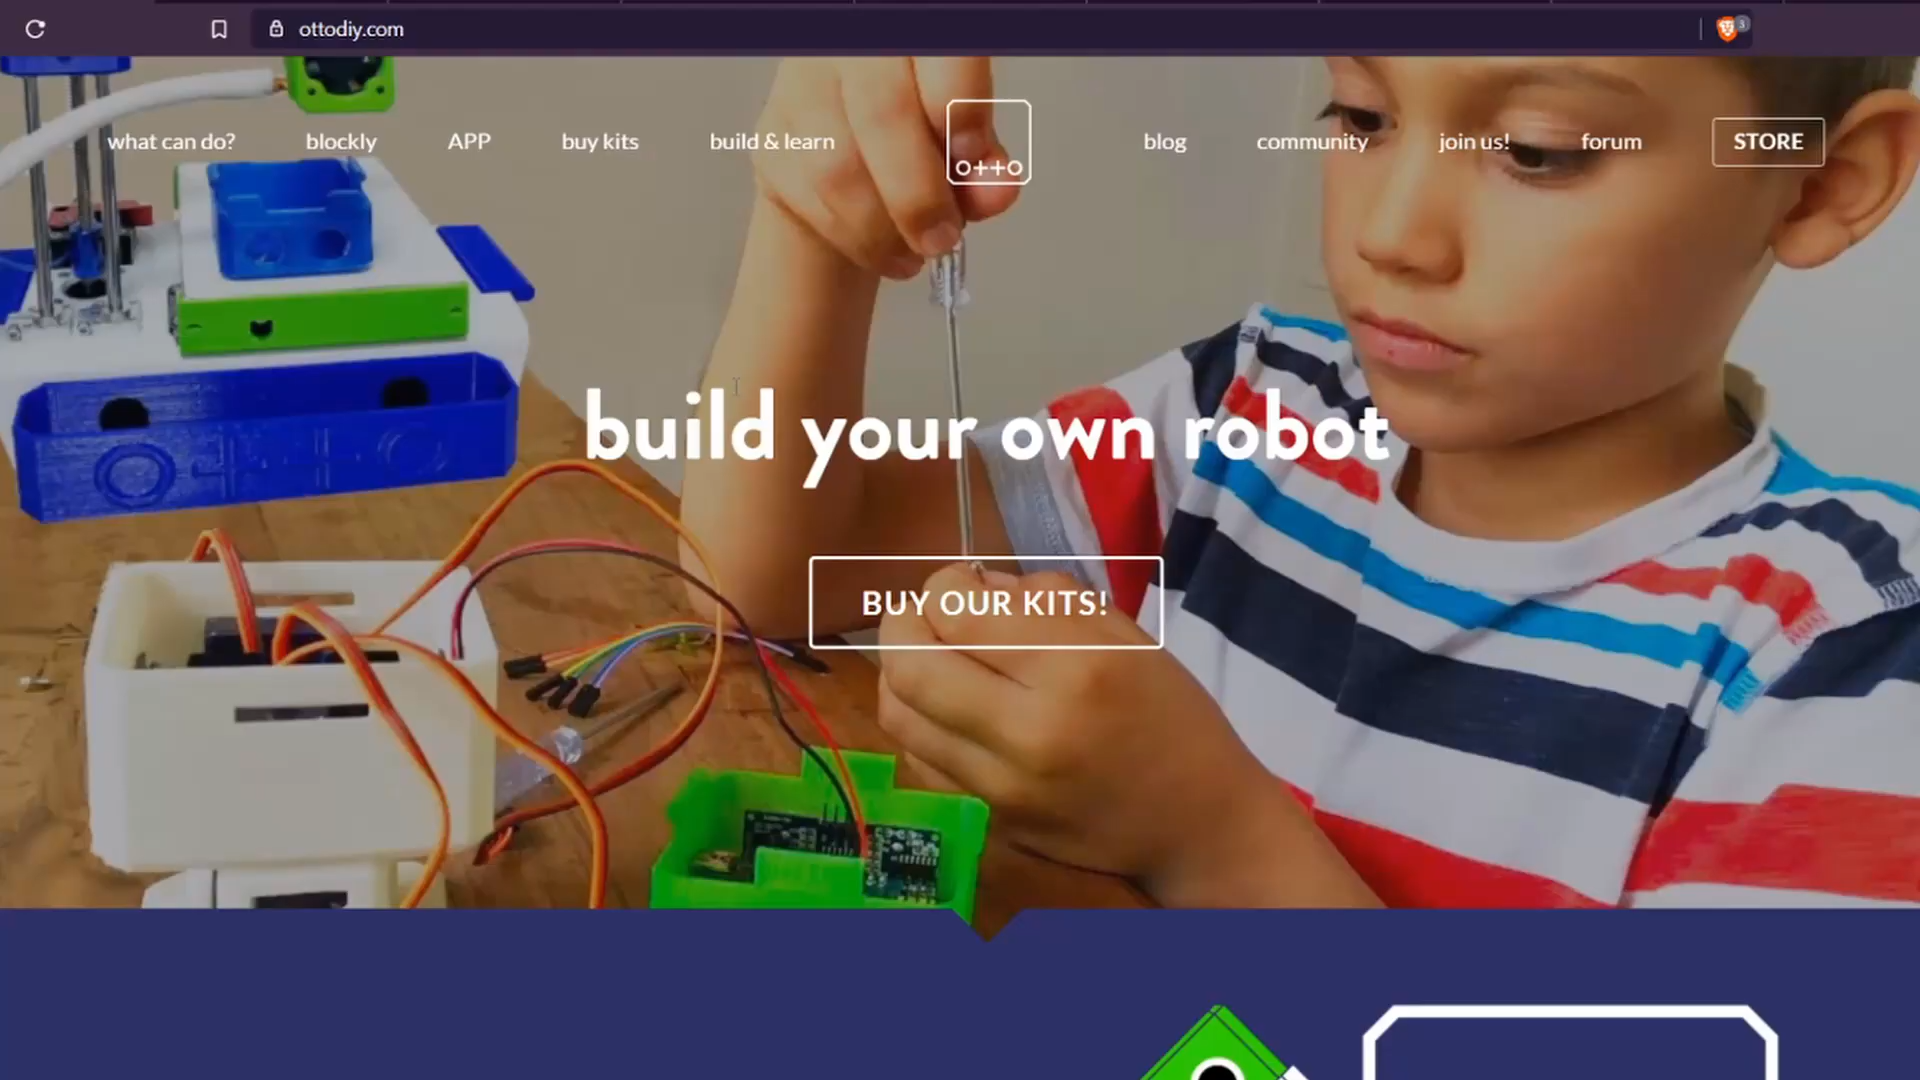 ottodiy.com
3
what can do?
blockly
APP
buy kits
build & learn
O++O
blog
community
join us!
forum
STORE
build your own robot
BUY OUR KITS!